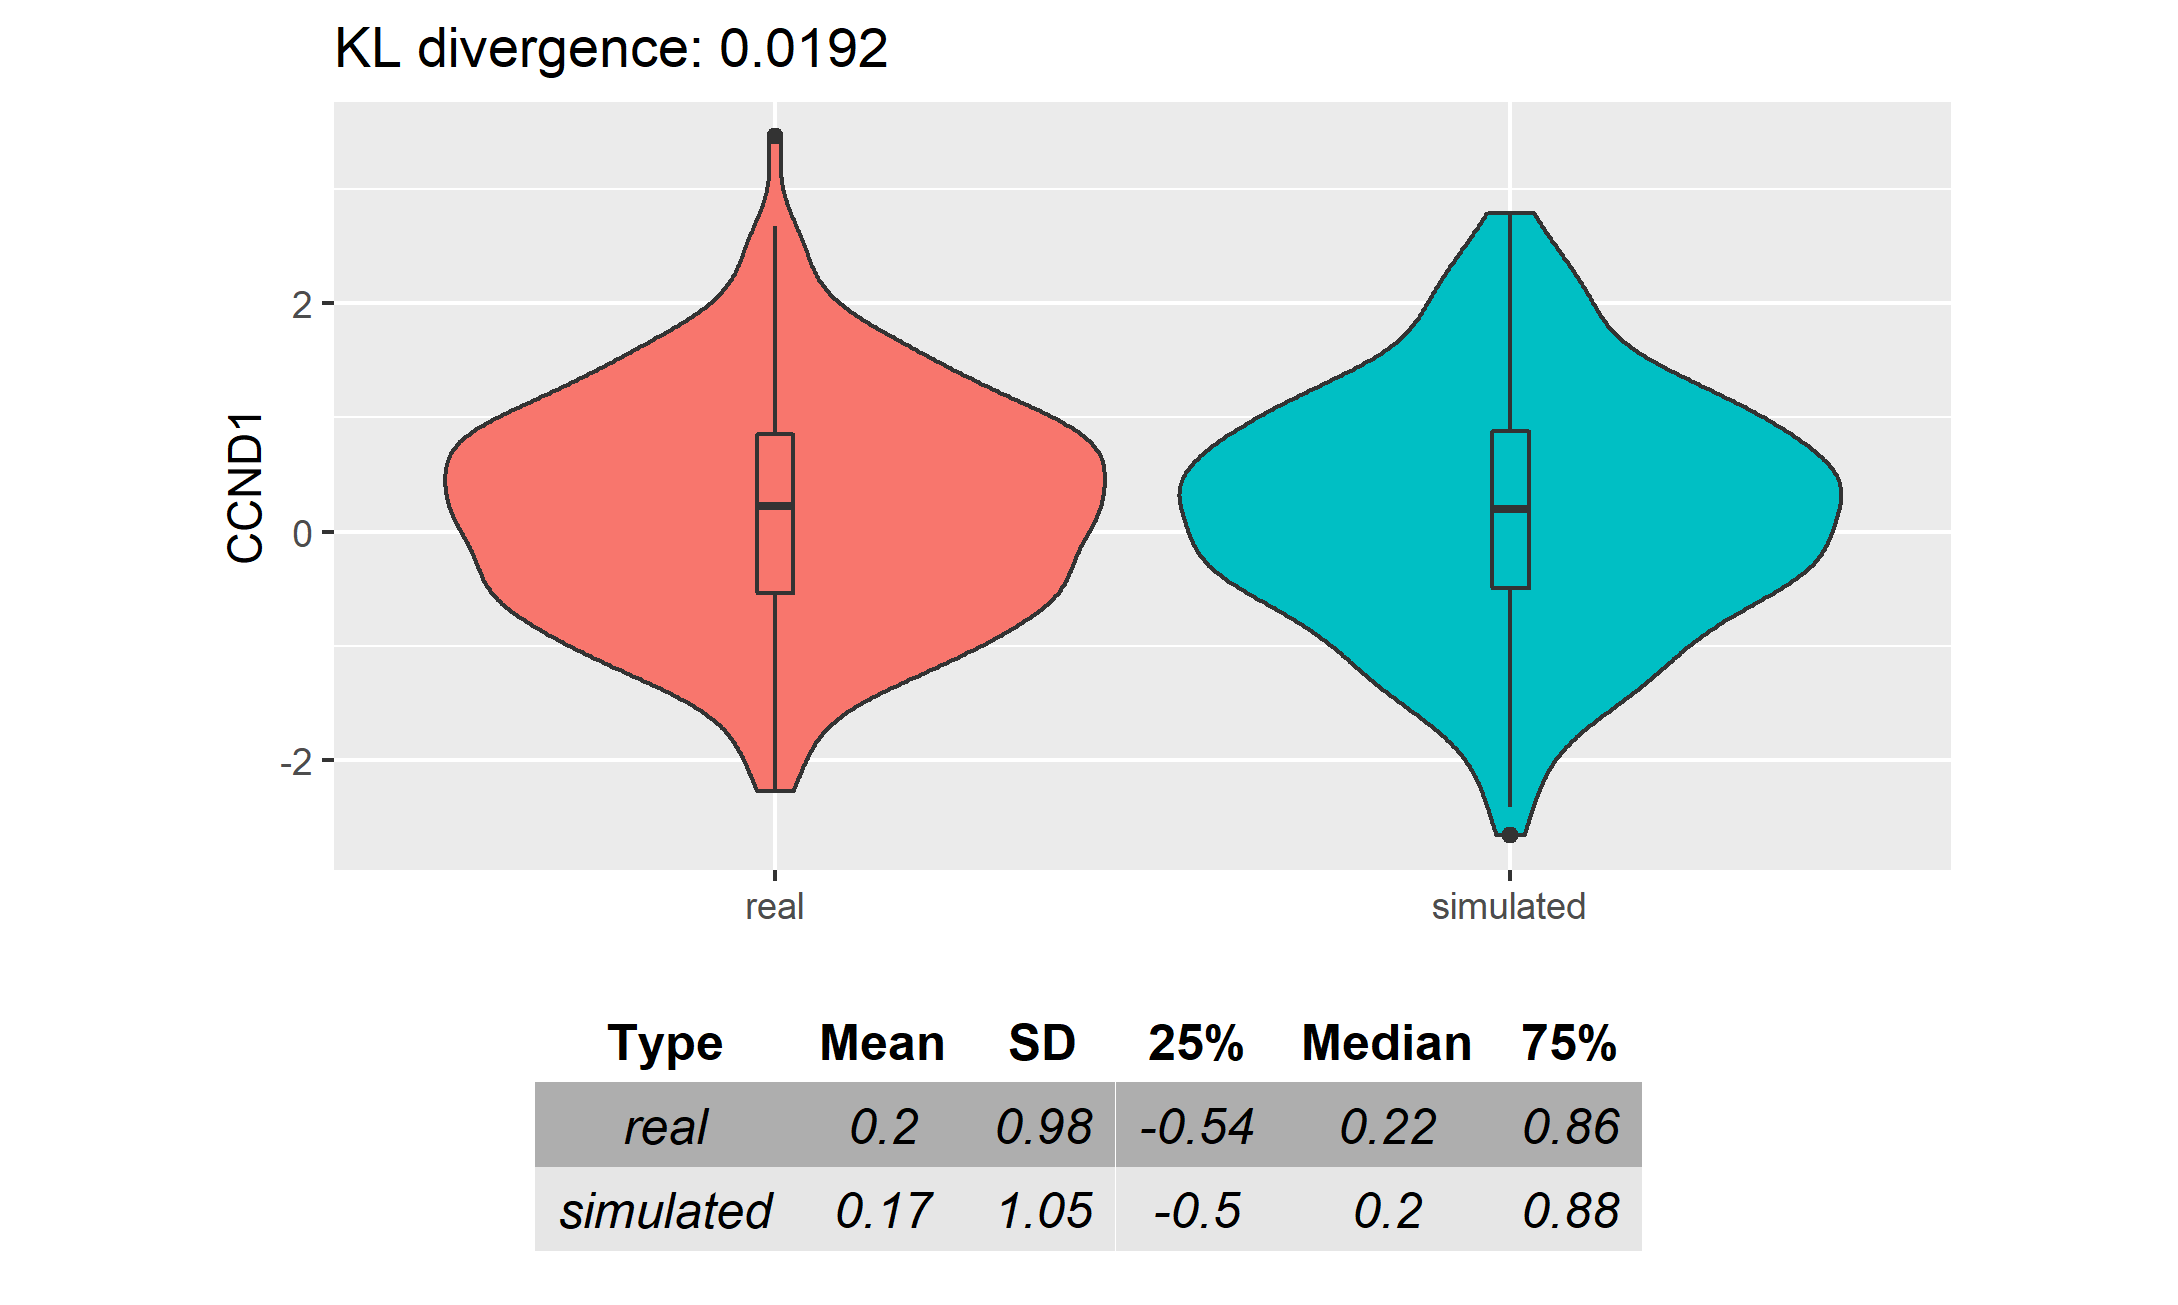 KL divergence: 0.0192
CCND1
2
0
-2
real simulated
Type Mean SD 25% Median 75%
real 0.2 0.98 -0.54 0.22 0.86
simulated 0.17 1.05 -0.5 0.2 0.88